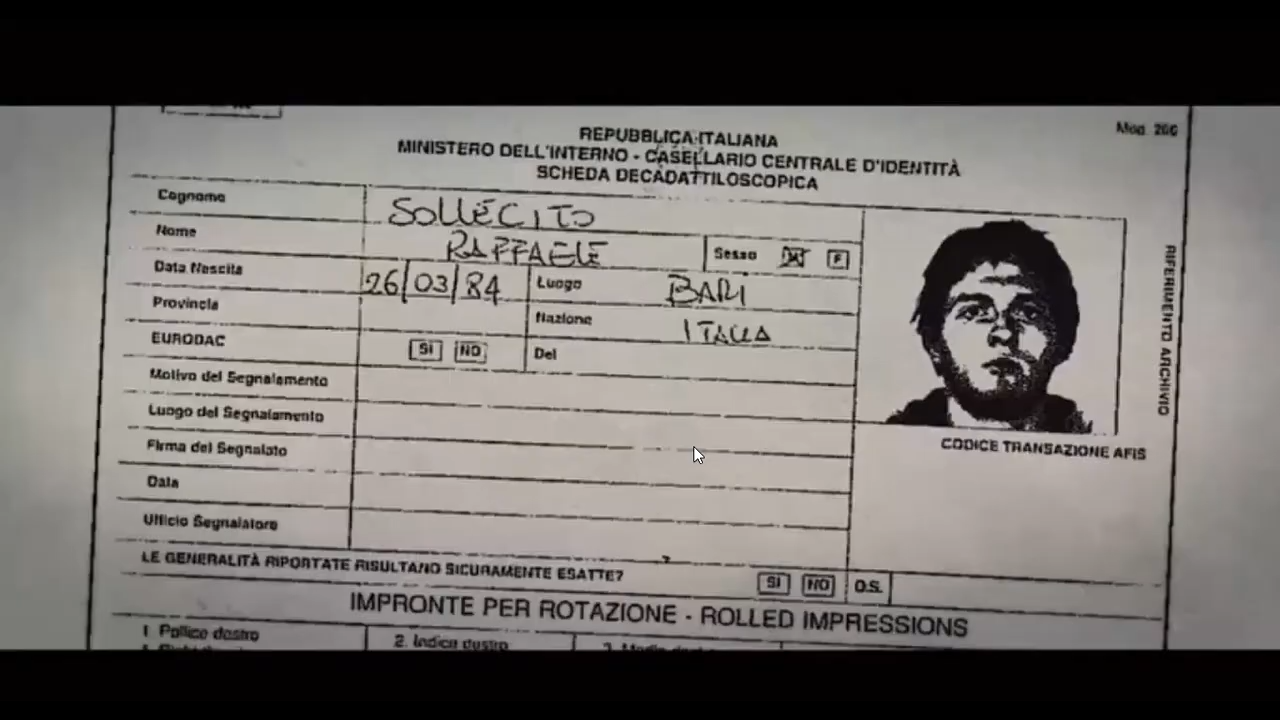 Mod. 26C
REPUBBLICA ITALIANA
MINISTERO DELL'INTERNO - CASELLARIO CENTRALE D'IDENTITÀ
SCHEDA DECADATTILOSCOPICA
Cognome SOLLECITO
Nome RAFFAELE Sesso M F
Data Nascita 26/03/84 Luogo BARI
Provincia Nazione ITALIA
EURODAC SI NO Del
Motivo del Segnalamento
Luogo del Segnalamento
Firma del Segnalato
Data
Ufficio Segnalatore
RIFERIMENTO ARCHIVIO
CODICE TRANSAZIONE AFIS
LE GENERALITÀ RIPORTATE RISULTANO SICURAMENTE ESATTE? SI NO O.S.
IMPRONTE PER ROTAZIONE - ROLLED IMPRESSIONS
1. Pollice destro 2. Indice destro